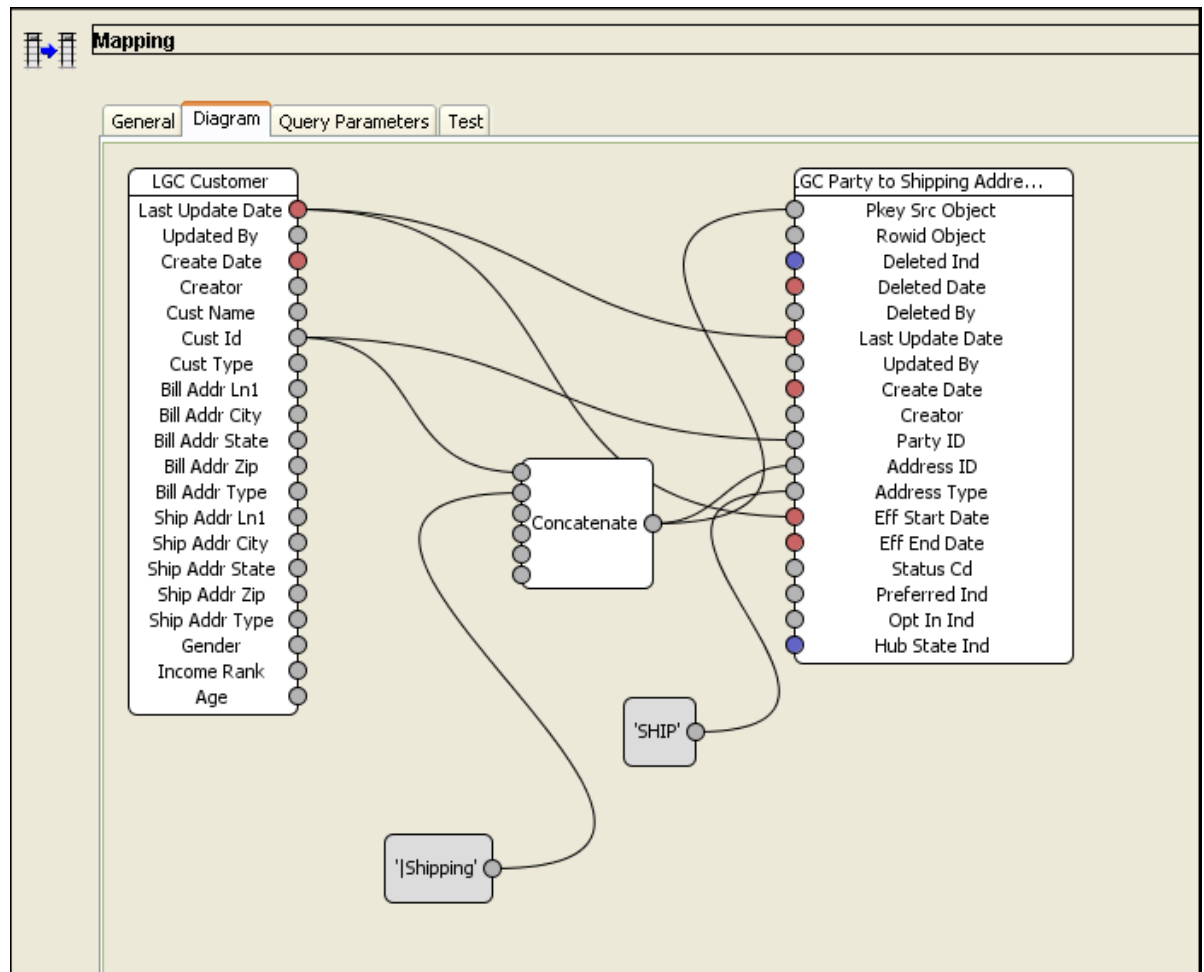 Mapping
General
Diagram
Query Parameters
Test
LGC Customer
Last Update Date
Updated By
Create Date
Creator
Cust Name
Cust Id
Cust Type
Bill Addr Ln1
Bill Addr City
Bill Addr State
Bill Addr Zip
Bill Addr Type
Ship Addr Ln1
Ship Addr City
Ship Addr State
Ship Addr Zip
Ship Addr Type
Gender
Income Rank
Age
Concatenate
'|Shipping'
'SHIP'
LGC Party to Shipping Addre...
Pkey Src Object
Rowid Object
Deleted Ind
Deleted Date
Deleted By
Last Update Date
Updated By
Create Date
Creator
Party ID
Address ID
Address Type
Eff Start Date
Eff End Date
Status Cd
Preferred Ind
Opt In Ind
Hub State Ind